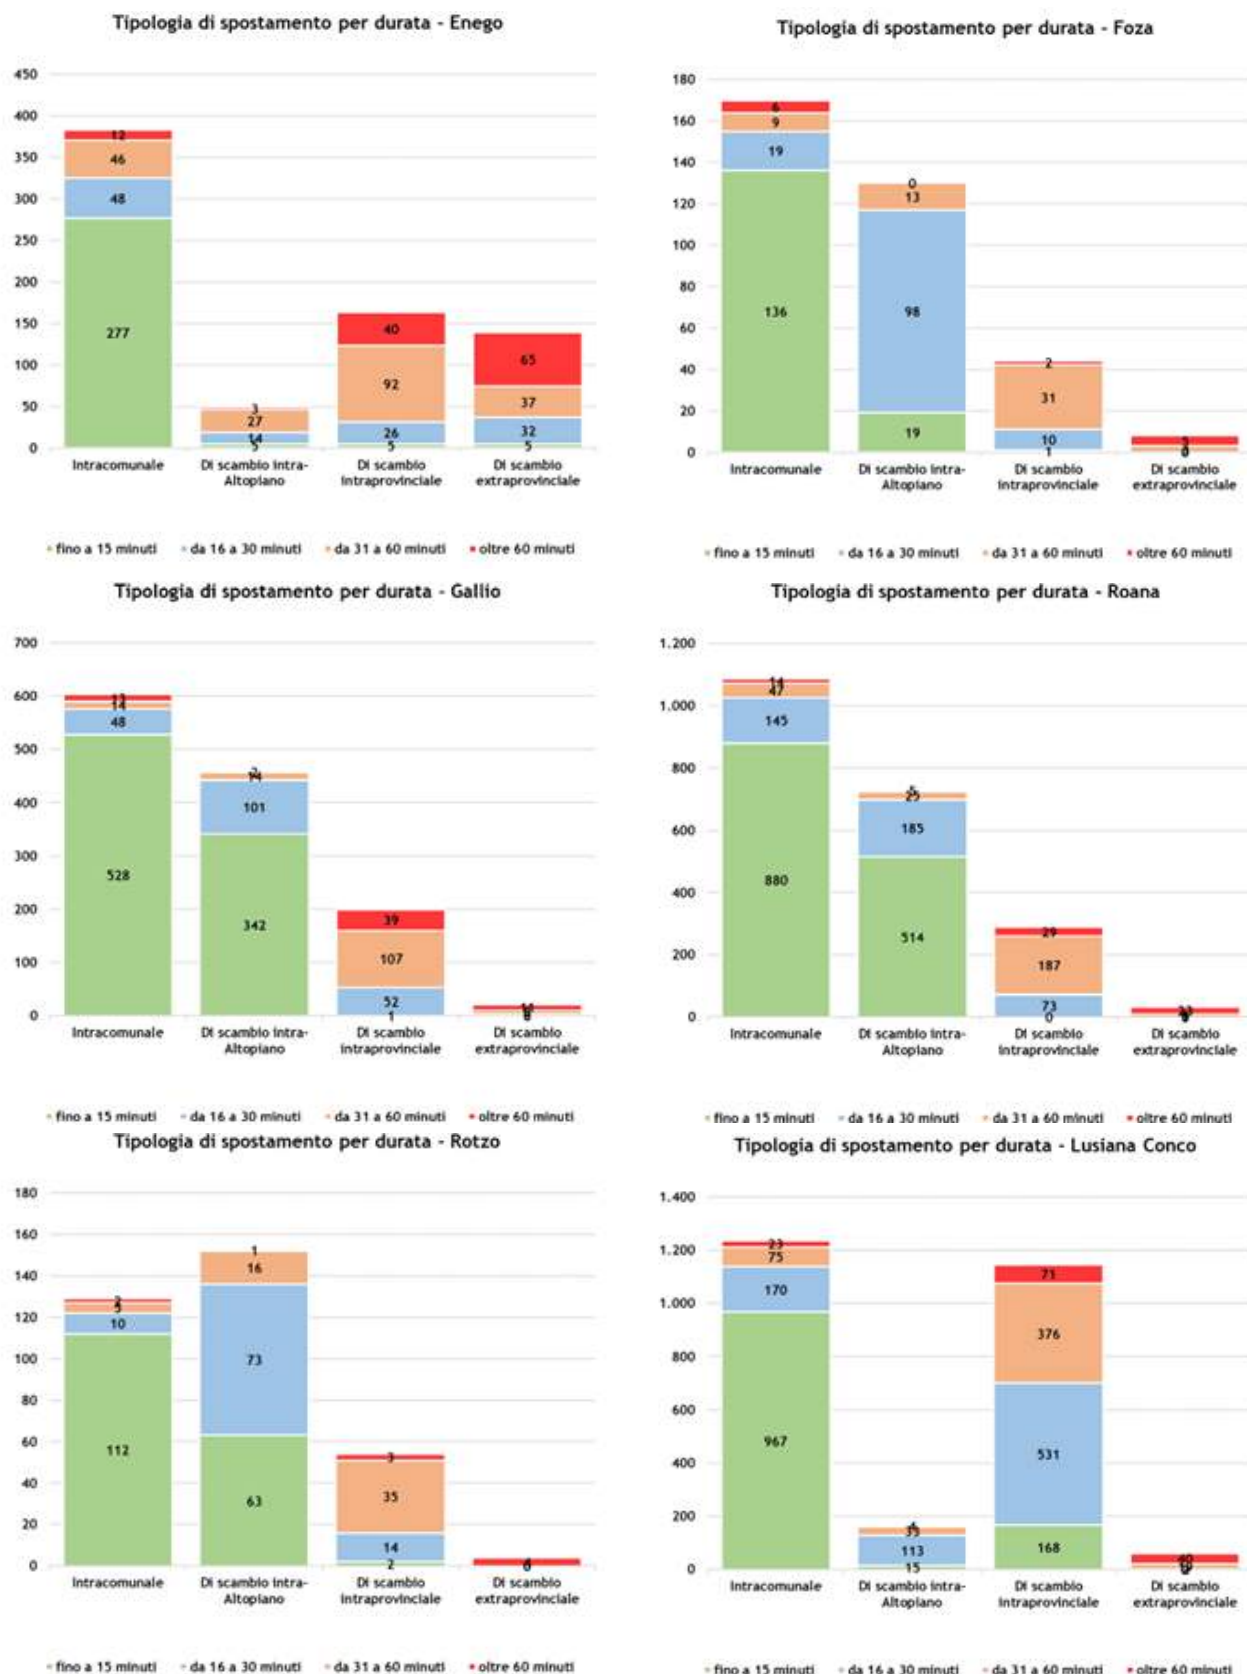 Tipologia di spostamento per durata - Enego
450
400
350
300
250
200
150
100
50
0
12
46
48
277
3
27
14
5
40
92
26
5
65
37
32
5
Intracomunale
Di scambio intra-
Altopiano
Di scambio
intraprovinciale
Di scambio
extraprovinciale
fino a 15 minuti da 16 a 30 minuti da 31 a 60 minuti oltre 60 minuti
Tipologia di spostamento per durata - Foza
180
160
140
120
100
80
60
40
20
0
6
9
19
136
0
13
98
19
2
31
10
1
5
Intracomunale
Di scambio intra-
Altopiano
Di scambio
intraprovinciale
Di scambio
extraprovinciale
fino a 15 minuti da 16 a 30 minuti da 31 a 60 minuti oltre 60 minuti
Tipologia di spostamento per durata - Gallio
700
600
500
400
300
200
100
0
13
14
48
528
2
14
101
342
39
107
52
1
11
Intracomunale
Di scambio intra-
Altopiano
Di scambio
intraprovinciale
Di scambio
extraprovinciale
fino a 15 minuti da 16 a 30 minuti da 31 a 60 minuti oltre 60 minuti
Tipologia di spostamento per durata - Roana
1.200
1.000
800
600
400
200
0
14
47
145
880
5
185
514
29
187
73
0
Intracomunale
Di scambio intra-
Altopiano
Di scambio
intraprovinciale
Di scambio
extraprovinciale
fino a 15 minuti da 16 a 30 minuti da 31 a 60 minuti oltre 60 minuti
Tipologia di spostamento per durata - Rotzo
180
160
140
120
100
80
60
40
20
0
2
5
10
112
1
16
73
63
3
35
14
2
0
Intracomunale
Di scambio intra-
Altopiano
Di scambio
intraprovinciale
Di scambio
extraprovinciale
fino a 15 minuti da 16 a 30 minuti da 31 a 60 minuti oltre 60 minuti
Tipologia di spostamento per durata - Lusiana Conco
1.400
1.200
1.000
800
600
400
200
0
23
75
170
967
4
33
113
15
71
376
531
168
40
Intracomunale
Di scambio intra-
Altopiano
Di scambio
intraprovinciale
Di scambio
extraprovinciale
fino a 15 minuti da 16 a 30 minuti da 31 a 60 minuti oltre 60 minuti